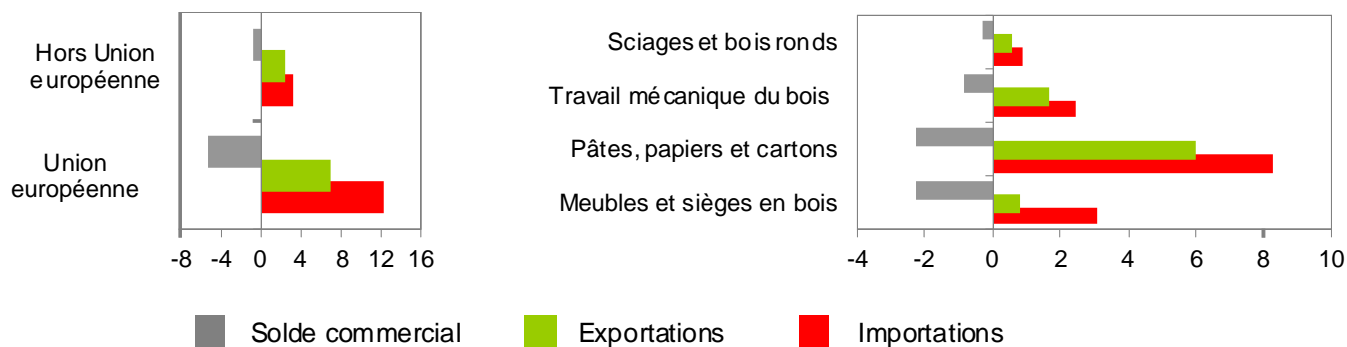 Hors Union
européenne
Union
européenne
-8 -4 0 4 8 12 16
Sciages et bois ronds
Travail mécanique du bois
Pâtes, papiers et cartons
Meubles et sièges en bois
-4 -2 0 2 4 6 8 10
Solde commercial Exportations Importations